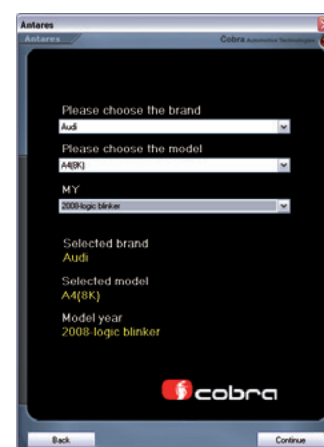 Antares
Antares
Cobra Automotive Technologies
Please choose the brand
Audi
Please choose the model
A4(8K)
MY
2008-logic blinker
Selected brand
Audi
Selected model
A4(8K)
Model year
2008-logic blinker
cobra
Back
Continue